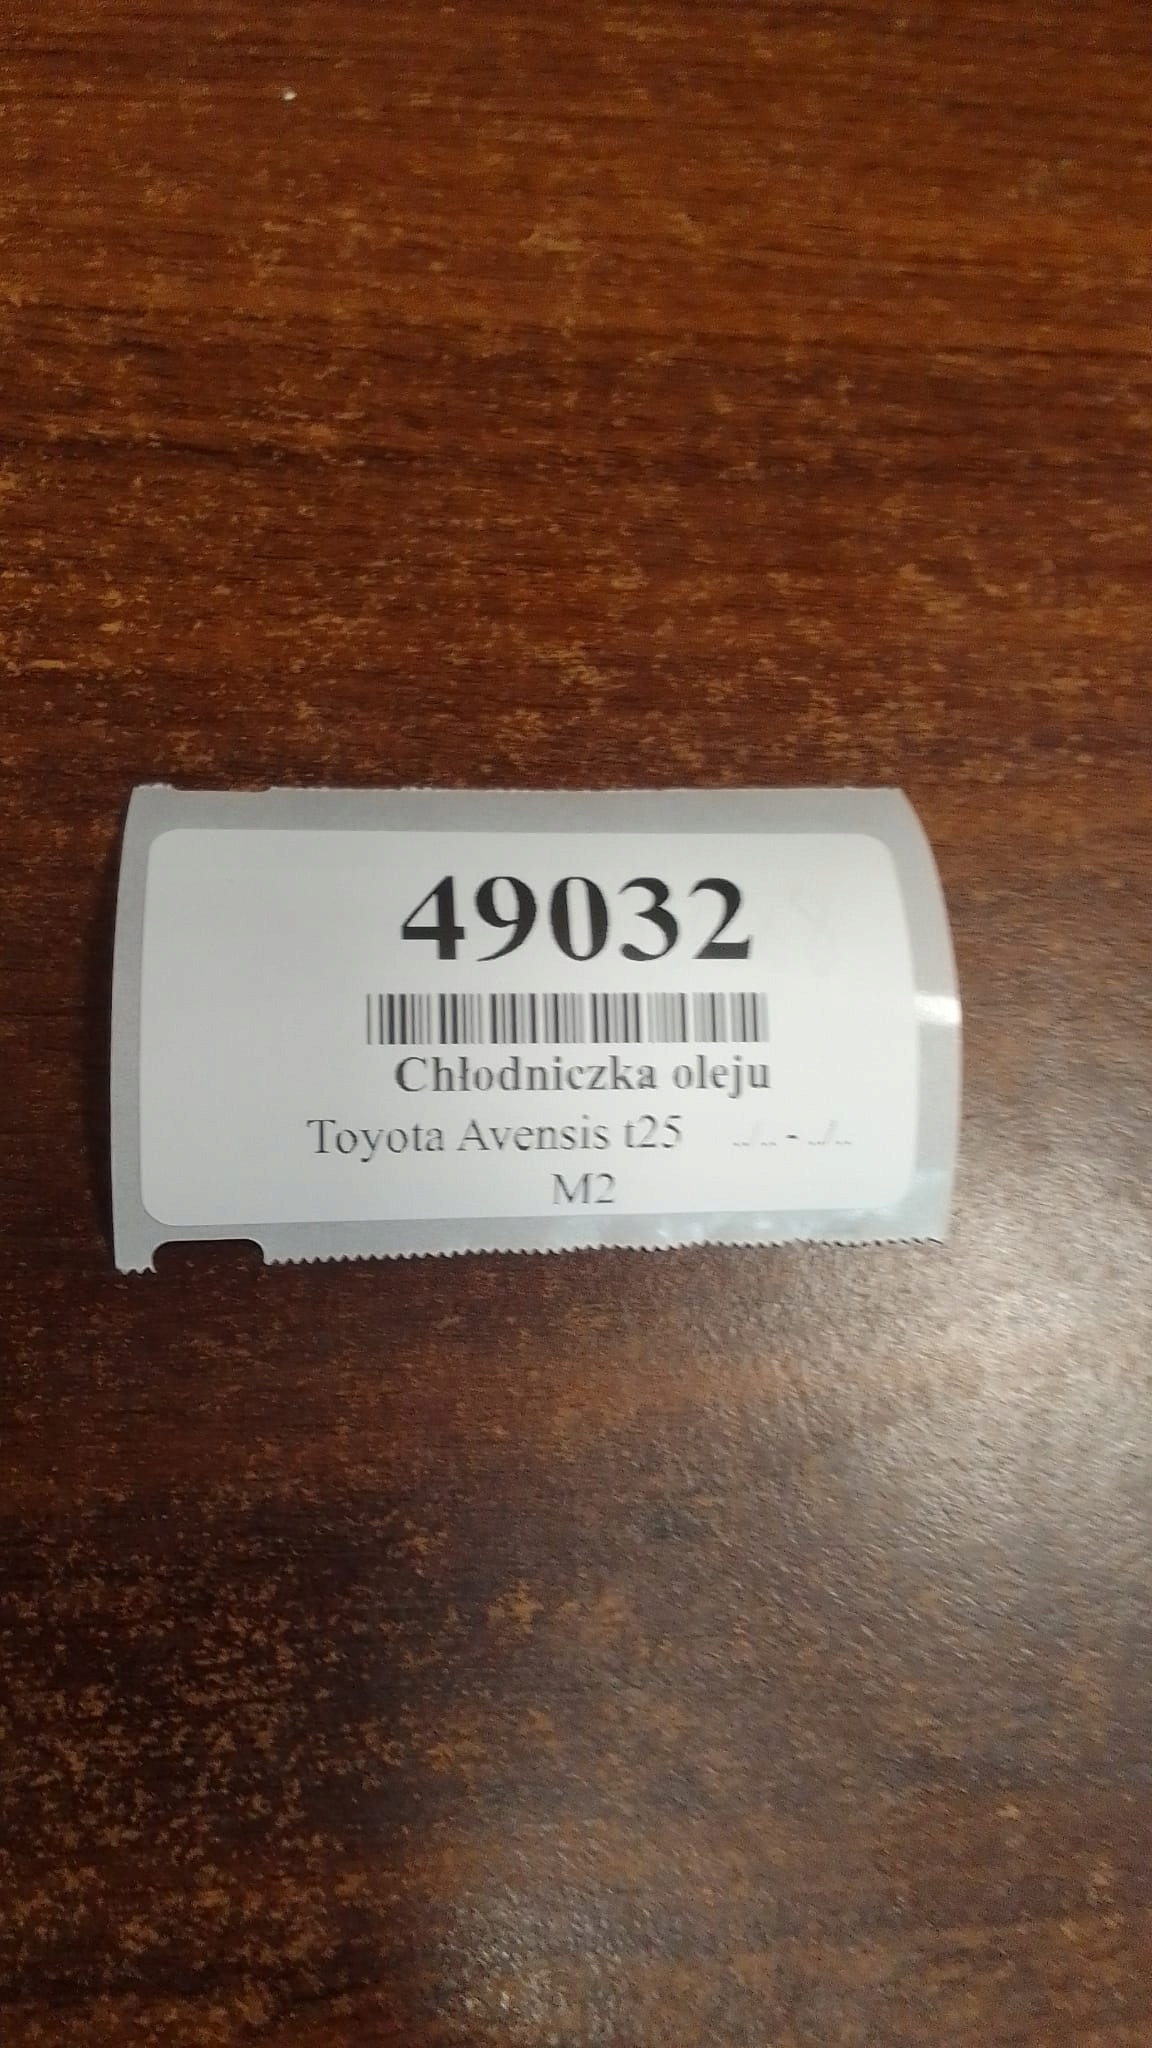 49032
Chłodniczka oleju
Toyota Avensis t25 ../.. - ../..
M2